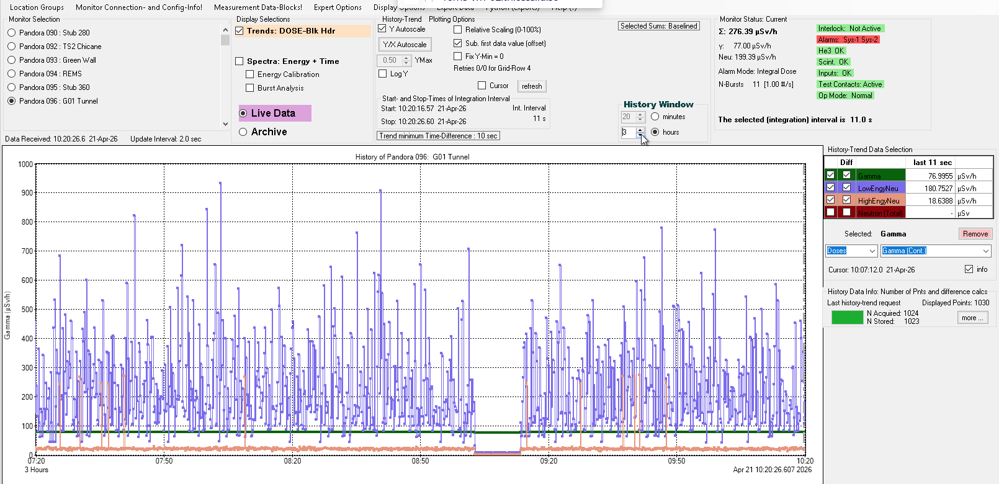 Location Groups Monitor Connection- and Config-Info! Measurement Data-Blocks! Expert Options Display Options Export Data Python (exports) Help (?)
Monitor Selection
Pandora 090 : Stub 280
Pandora 092 : TS2 Chicane
Pandora 093 : Green Wall
Pandora 094 : REMS
Pandora 095 : Stub 360
Pandora 096 : G01 Tunnel
Data Received: 10:20:26.6 21-Apr-26 Update Interval: 2.0 sec
Display Selections
Trends: DOSE-Blk Hdr
Spectra: Energy + Time
Energy Calibration
Burst Analysis
Live Data
Archive
History-Trend Plotting Options
Y Autoscale
Y/X Autoscale
0.50 YMax
Log Y
Relative Scaling (0-100%)
Sub. first data value (offset)
Fix Y-Min = 0
Retries 0/0 for Grid-Row 4
Cursor refresh
Start- and Stop-Times of Integration Interval
Start: 10:20:16.57 21-Apr-26 Int. Interval
Stop: 10:20:26.60 21-Apr-26 11 s
Trend minimum Time-Difference : 10 sec
Selected Sums: Baselined
History Window
20 minutes
3 hours
Monitor Status: Current
Σ: 276.39 µSv/h
γ: 77.00 µSv/h
Neu: 199.39 µSv/h
Alarm Mode: Integral Dose
N-Bursts 11 [1.00 #/s]
Interlock: Not Active
Alarms: Sys-1 Sys-2
He3 OK
Scint. OK
Inputs: OK
Test Contacts: Active
Op Mode: Normal
The selected (integration) interval is 11.0 s
History of Pandora 096: G01 Tunnel
Gamma (µSv/h)
1000
900
800
700
600
500
400
300
200
100
0
07:20 07:50 08:20 08:50 09:20 09:50 10:20
3 Hours Apr 21 10:20:26.607 2026
History-Trend Data Selection
Diff last 11 sec
Gamma 76.9955 µSv/h
LowEngyNeu 180.7527 µSv/h
HighEngyNeu 18.6388 µSv/h
Neutron (Total) - µSv
Selected: Gamma Remove
Doses Gamma (Cont.)
Cursor: 10:07:12.0 21-Apr-26 info
History Data Info: Number of Pnts and difference calcs
Last history-trend request Displayed Points: 1030
N Acquired: 1024
N Stored: 1023
more ...